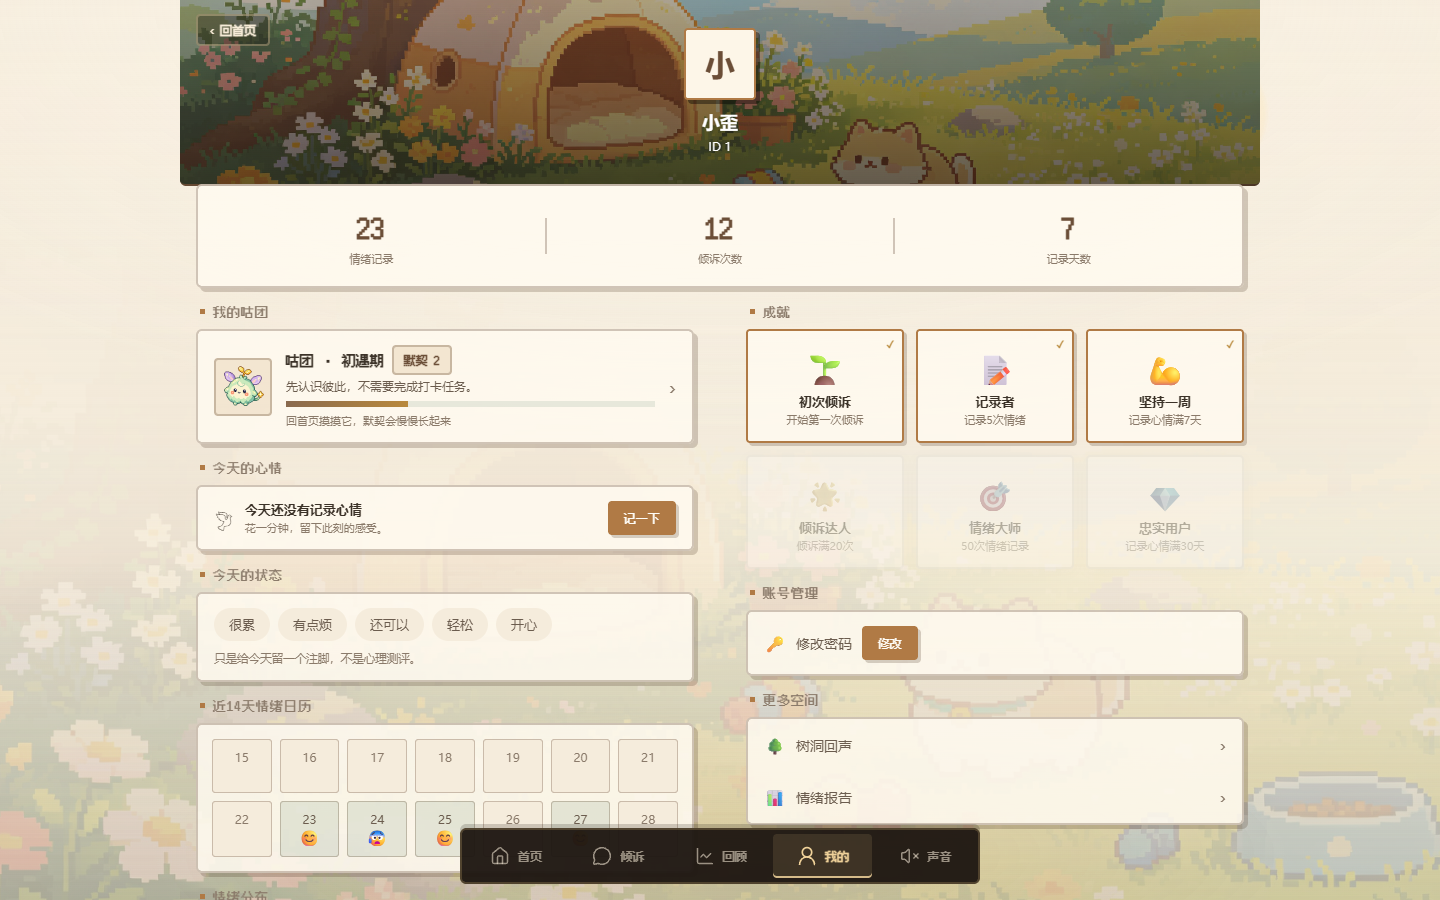 ‹ 回首页
小
小歪
ID 1
23
情绪记录
12
倾诉次数
7
记录天数
我的咕团
咕团 · 初遇期
默契 2
先认识彼此，不需要完成打卡任务。
回首页摸摸它，默契会慢慢长起来
›
今天的心情
今天还没有记录心情
花一分钟，留下此刻的感受。
记一下
今天的状态
很累
有点烦
还可以
轻松
开心
只是给今天留一个注脚，不是心理测评。
近14天情绪日历
15
16
17
18
19
20
21
22
23
24
25
26
27
28
情绪分布
成就
✓
初次倾诉
开始第一次倾诉
✓
记录者
记录5次情绪
✓
坚持一周
记录心情满7天
倾诉达人
倾诉满20次
情绪大师
50次情绪记录
忠实用户
记录心情满30天
账号管理
修改密码
修改
更多空间
树洞回声
›
情绪报告
›
首页
倾诉
回顾
我的
声音